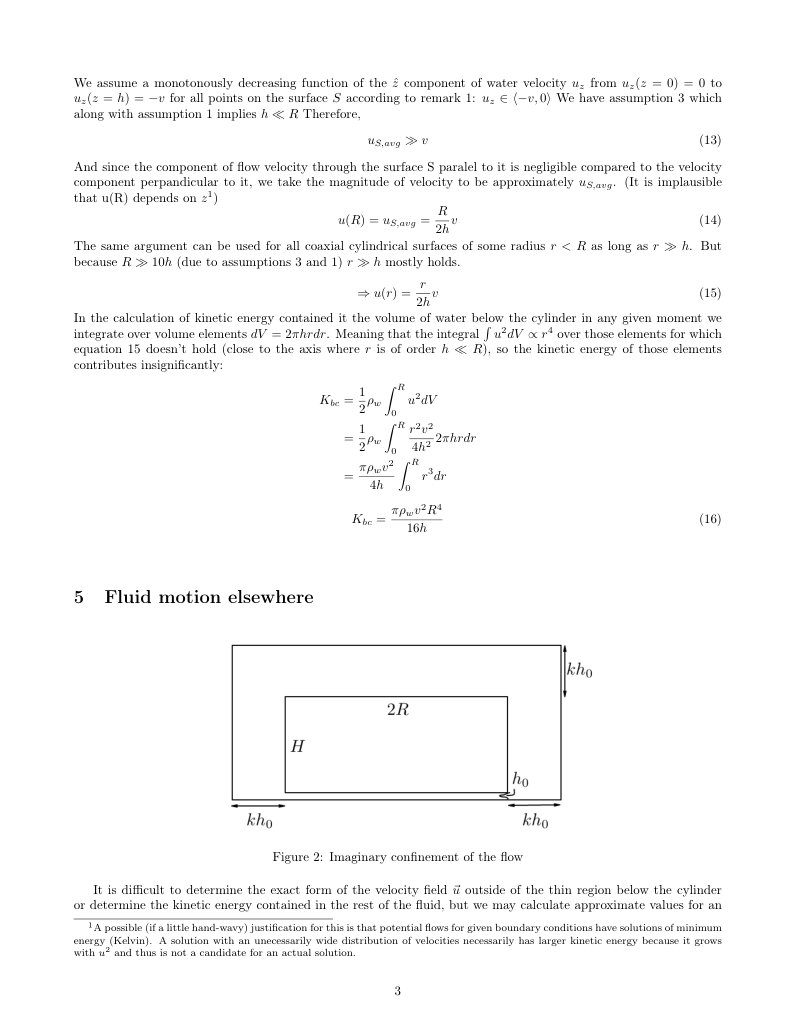 We assume a monotonously decreasing function of the ẑ component of water velocity u_z from u_z(z = 0) = 0 to
u_z(z = h) = −v for all points on the surface S according to remark 1: u_z ∈ ⟨−v, 0⟩ We have assumption 3 which
along with assumption 1 implies h ≪ R Therefore,
u_{S,avg} ≫ v (13)
And since the component of flow velocity through the surface S paralel to it is negligible compared to the velocity
component perpandicular to it, we take the magnitude of velocity to be approximately u_{S,avg}. (It is implausible
that u(R) depends on z¹)
u(R) = u_{S,avg} = \frac{R}{2h} v (14)
The same argument can be used for all coaxial cylindrical surfaces of some radius r < R as long as r ≫ h. But
because R ≫ 10h (due to assumptions 3 and 1) r ≫ h mostly holds.
⇒ u(r) = \frac{r}{2h} v (15)
In the calculation of kinetic energy contained it the volume of water below the cylinder in any given moment we
integrate over volume elements dV = 2πhrdr. Meaning that the integral ∫ u²dV ∝ r⁴ over those elements for which
equation 15 doesn't hold (close to the axis where r is of order h ≪ R), so the kinetic energy of those elements
contributes insignificantly:
K_{bc} = \frac{1}{2} ρ_w ∫_0^R u² dV
= \frac{1}{2} ρ_w ∫_0^R \frac{r²v²}{4h²} 2πhrdr
= \frac{πρ_w v²}{4h} ∫_0^R r³ dr
K_{bc} = \frac{πρ_w v² R⁴}{16h} (16)
5 Fluid motion elsewhere
kh₀
2R
H
h₀
kh₀
kh₀
Figure 2: Imaginary confinement of the flow
It is difficult to determine the exact form of the velocity field \vec{u} outside of the thin region below the cylinder
or determine the kinetic energy contained in the rest of the fluid, but we may calculate approximate values for an
¹A possible (if a little hand-wavy) justification for this is that potential flows for given boundary conditions have solutions of minimum
energy (Kelvin). A solution with an unecessarily wide distribution of velocities necessarily has larger kinetic energy because it grows
with u² and thus is not a candidate for an actual solution.
3